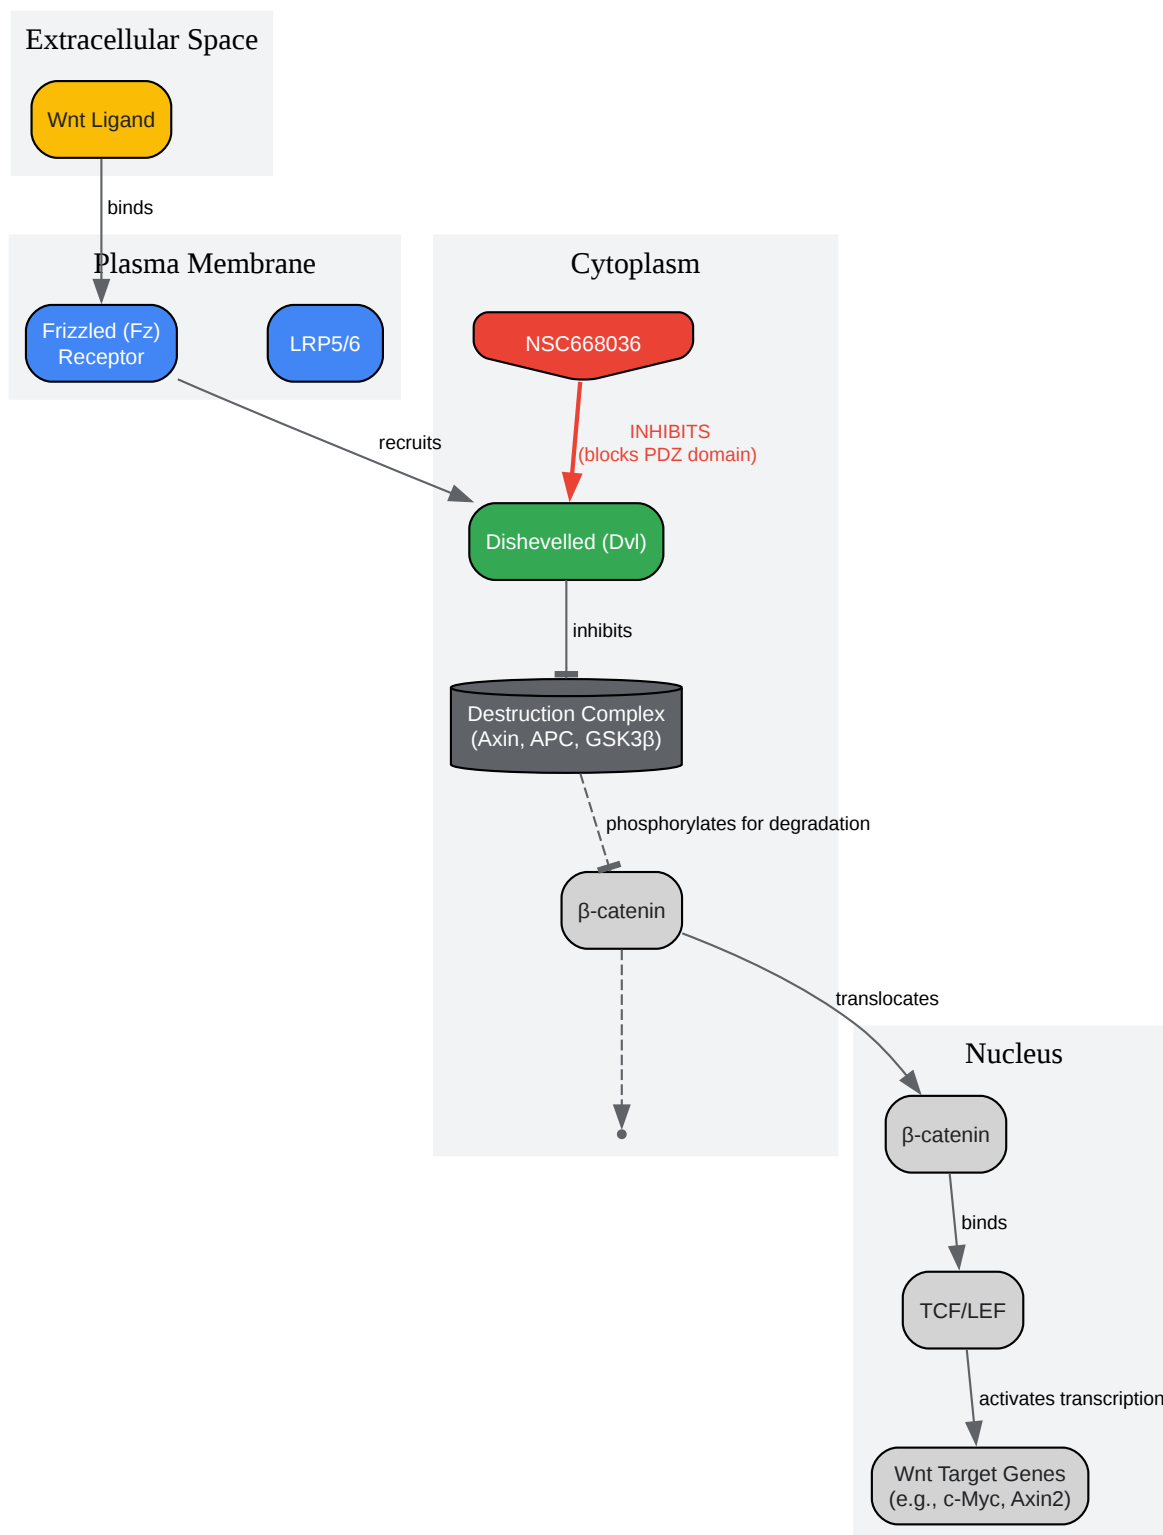 Extracellular Space
Wnt Ligand
binds
Plasma Membrane
Frizzled (Fz)
Receptor
LRP5/6
Cytoplasm
NSC668036
INHIBITS
(blocks PDZ domain)
recruits
Dishevelled (Dvl)
inhibits
Destruction Complex
(Axin, APC, GSK3β)
phosphorylates for degradation
β-catenin
translocates
Nucleus
β-catenin
binds
TCF/LEF
activates transcription
Wnt Target Genes
(e.g., c-Myc, Axin2)